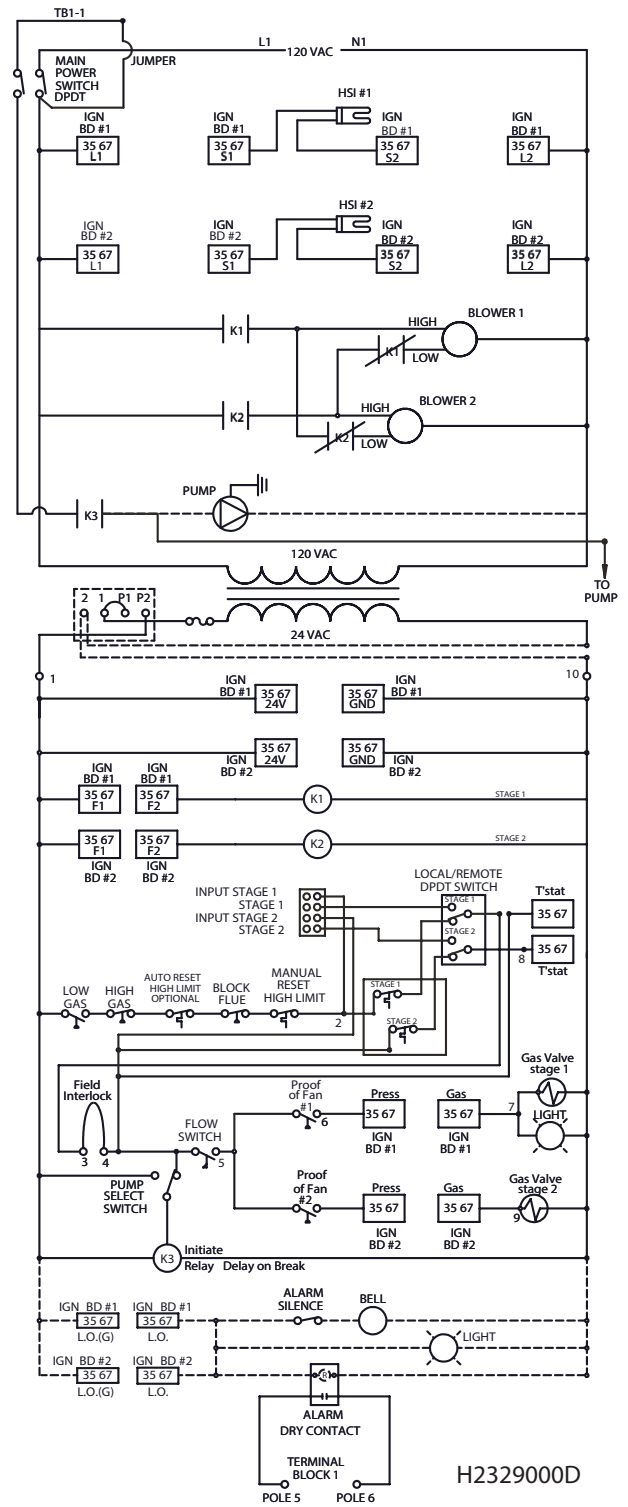 TB1-1
L1 120 VAC N1
MAIN
POWER
SWITCH
DPDT
JUMPER
HSI #1
IGN
BD #1
35 67
L1
IGN
BD #1
35 67
S1
IGN
BD #1
35 67
S2
IGN
BD #1
35 67
L2
HSI #2
IGN
BD #2
35 67
L1
IGN
BD #2
35 67
S1
IGN
BD #2
35 67
S2
IGN
BD #2
35 67
L2
K1
HIGH
BLOWER 1
K1
LOW
K2
HIGH
BLOWER 2
K2
LOW
PUMP
K3
120 VAC
TO
PUMP
2 1 P1 P2
24 VAC
1
10
IGN
BD #1
35 67
24V
35 67
GND
IGN
BD #1
35 67
24V
IGN
BD #2
35 67
GND
IGN
BD #2
IGN
BD #1
35 67
F1
IGN
BD #1
35 67
F2
K1
STAGE 1
35 67
F1
IGN
BD #2
35 67
F2
IGN
BD #2
K2
STAGE 2
LOCAL/REMOTE
DPDT SWITCH
INPUT STAGE 1
STAGE 1
INPUT STAGE 2
STAGE 2
STAGE 1
STAGE 2
T'stat
35 67
8
35 67
T'stat
LOW
GAS
HIGH
GAS
AUTO RESET
HIGH LIMIT
OPTIONAL
BLOCK
FLUE
MANUAL
RESET
HIGH LIMIT
2
STAGE 1
STAGE 2
Field
Interlock
3 4
FLOW
SWITCH
5
Proof
of Fan
#1
6
Press
35 67
IGN
BD #1
Gas
35 67
IGN
BD #1
7
Gas Valve
stage 1
LIGHT
PUMP
SELECT
SWITCH
Proof
of Fan
#2
Press
35 67
IGN
BD #2
Gas
35 67
IGN
BD #2
Gas Valve
stage 2
9
K3
Initiate
Relay Delay on Break
IGN BD #1
35 67
L.O.(G)
IGN BD #1
35 67
L.O.
ALARM
SILENCE
BELL
LIGHT
IGN BD #2
35 67
L.O.(G)
IGN BD #2
35 67
L.O.
R
ALARM
DRY CONTACT
TERMINAL
BLOCK 1
POLE 5 POLE 6
H2329000D